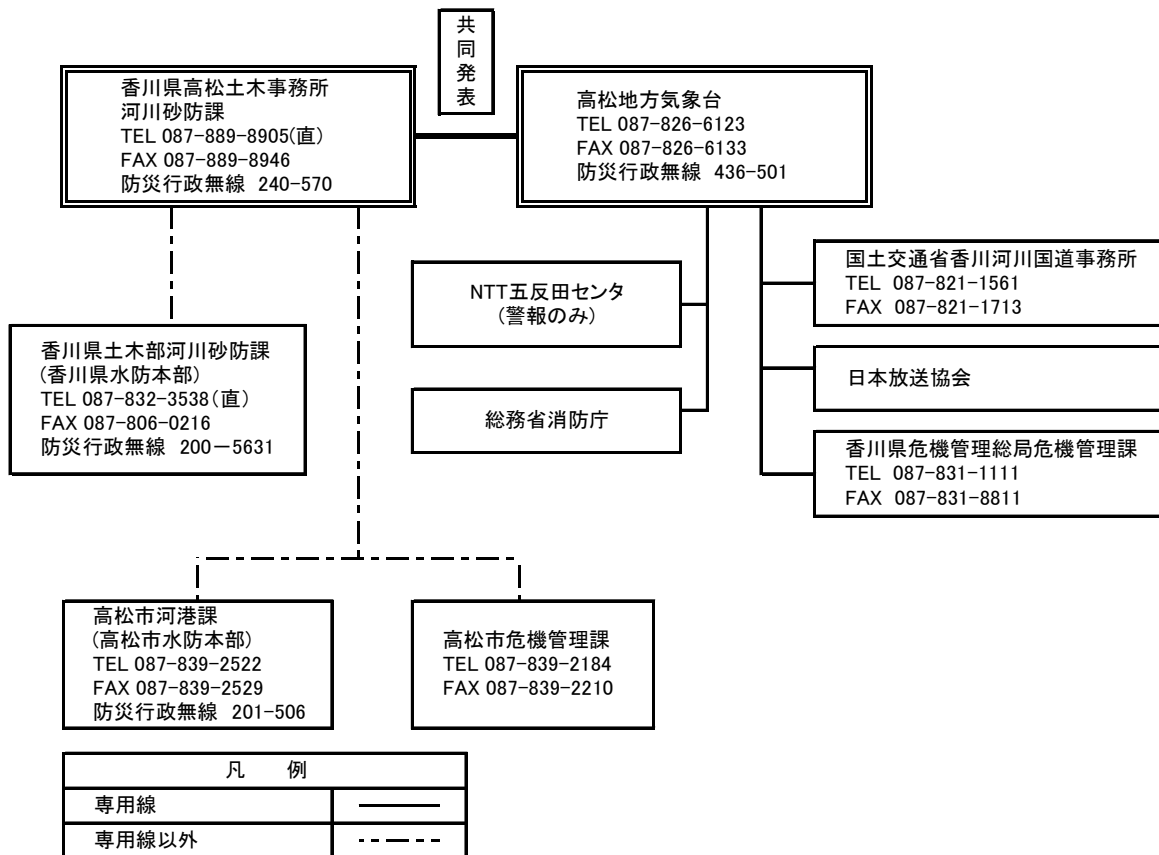 共同発表
香川県高松土木事務所
河川砂防課
TEL 087-889-8905(直)
FAX 087-889-8946
防災行政無線 240-570
高松地方気象台
TEL 087-826-6123
FAX 087-826-6133
防災行政無線 436-501
NTT五反田センタ
(警報のみ)
総務省消防庁
国土交通省香川河川国道事務所
TEL 087-821-1561
FAX 087-821-1713
日本放送協会
香川県危機管理総局危機管理課
TEL 087-831-1111
FAX 087-831-8811
香川県土木部河川砂防課
(香川県水防本部)
TEL 087-832-3538(直)
FAX 087-806-0216
防災行政無線 200－5631
高松市河港課
(高松市水防本部)
TEL 087-839-2522
FAX 087-839-2529
防災行政無線 201-506
高松市危機管理課
TEL 087-839-2184
FAX 087-839-2210
凡 例
専用線
専用線以外